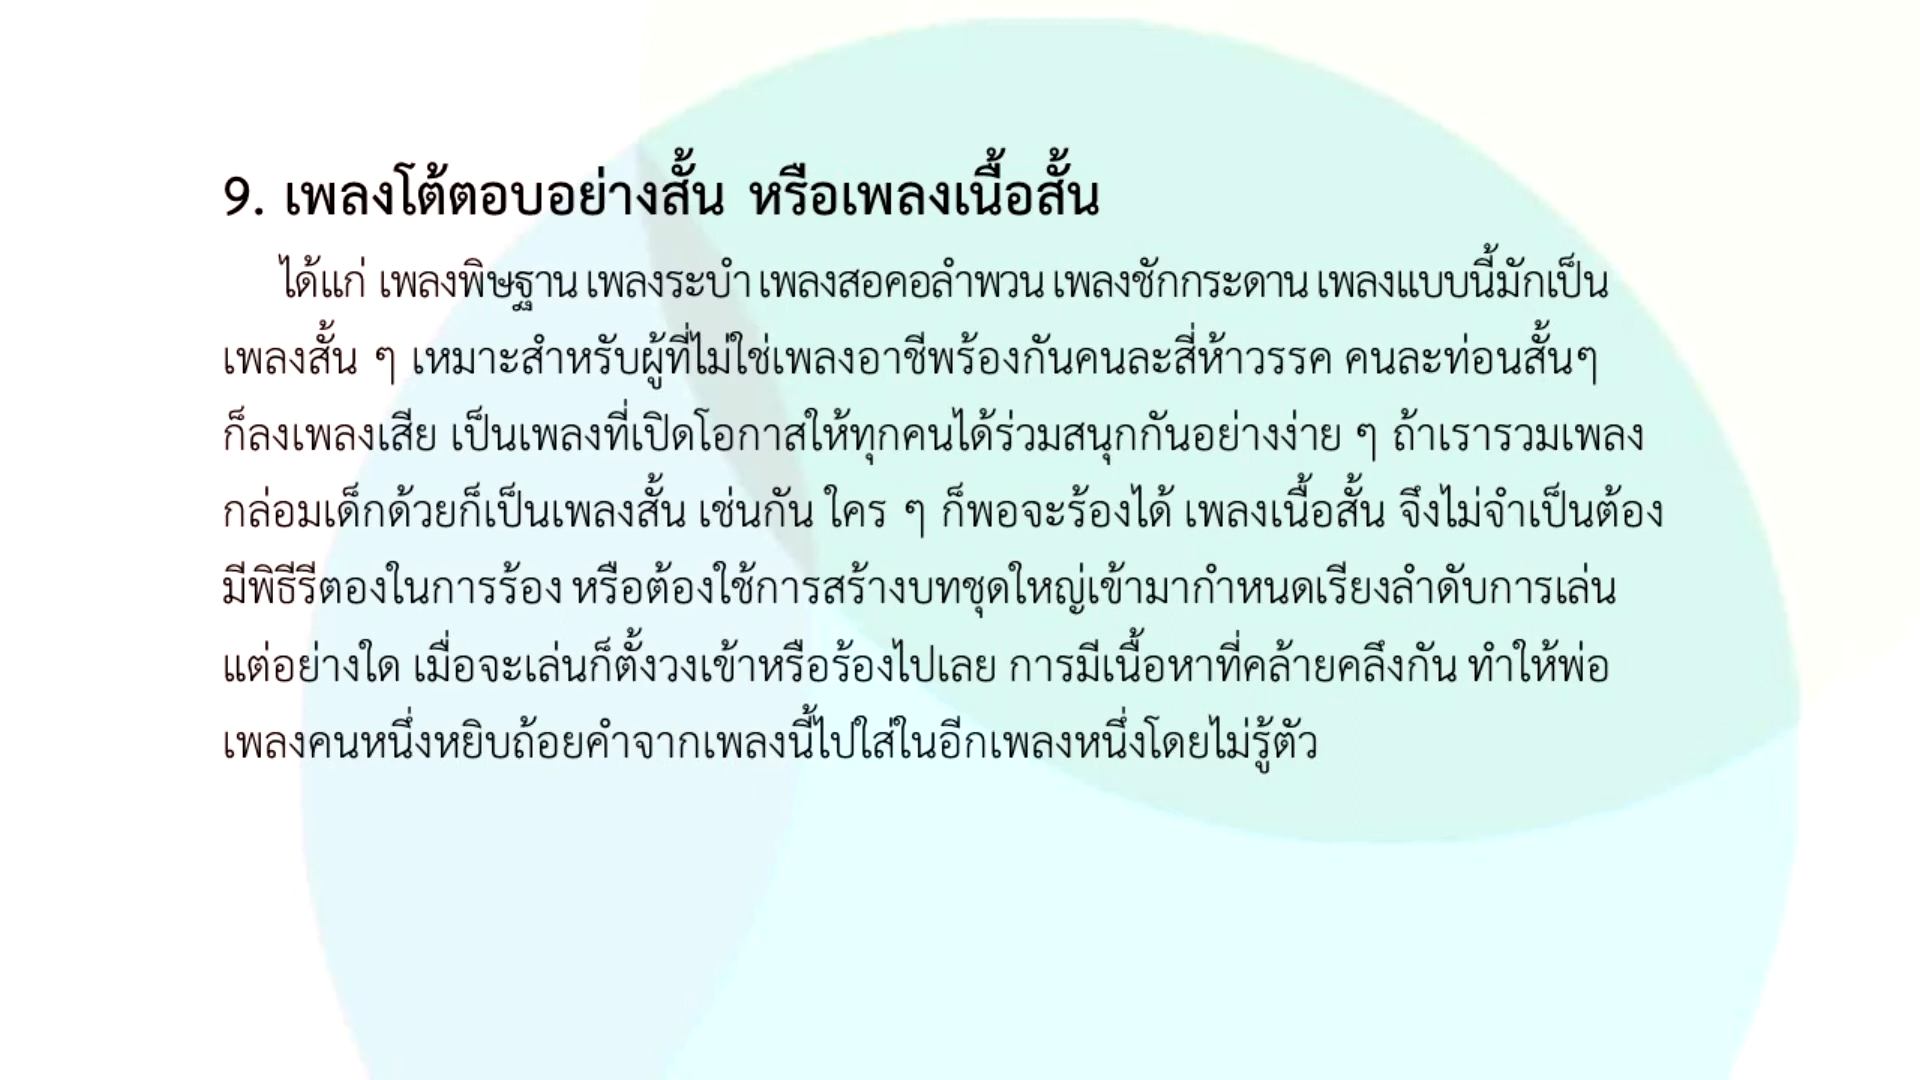 9. เพลงโต้ตอบอย่างสั้น หรือเพลงเนื้อสั้น
ได้แก่ เพลงพิษฐาน เพลงระบำ เพลงสอคอลำพวน เพลงชักกระดาน เพลงแบบนี้มักเป็น
เพลงสั้น ๆ เหมาะสำหรับผู้ที่ไม่ใช่เพลงอาชีพร้องกันคนละสี่ห้าวรรค คนละท่อนสั้นๆ
ก็ลงเพลงเสีย เป็นเพลงที่เปิดโอกาสให้ทุกคนได้ร่วมสนุกกันอย่างง่าย ๆ ถ้าเรารวมเพลง
กล่อมเด็กด้วยก็เป็นเพลงสั้น เช่นกัน ใคร ๆ ก็พอจะร้องได้ เพลงเนื้อสั้น จึงไม่จำเป็นต้อง
มีพิธีรีตองในการร้อง หรือต้องใช้การสร้างบทชุดใหญ่เข้ามากำหนดเรียงลำดับการเล่น
แต่อย่างใด เมื่อจะเล่นก็ตั้งวงเข้าหรือร้องไปเลย การมีเนื้อหาที่คล้ายคลึงกัน ทำให้พ่อ
เพลงคนหนึ่งหยิบถ้อยคำจากเพลงนี้ไปใส่ในอีกเพลงหนึ่งโดยไม่รู้ตัว